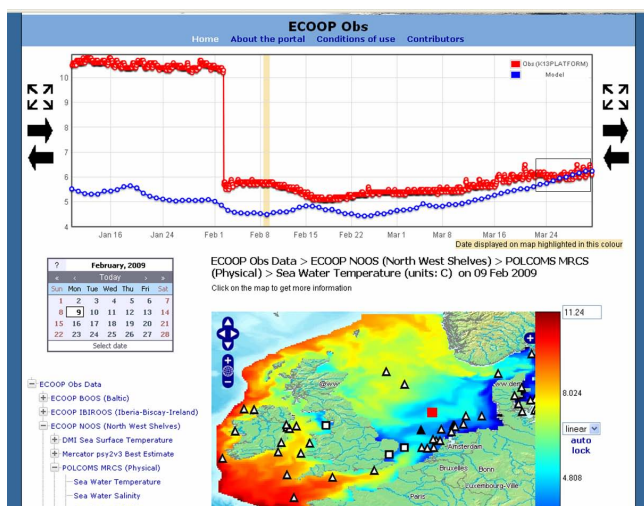 ECOOP Obs
Home About the portal Conditions of use Contributors
Obs (K13PLATFORM)
Model
10
9
8
7
6
5
4
Jan 16 Jan 24 Feb 1 Feb 8 Feb 16 Feb 22 Mar 1 Mar 8 Mar 16 Mar 24
Date displayed on map highlighted in this colour
? February, 2009
« ‹ Today › »
Sun Mon Tue Wed Thu Fri Sat
1 2 3 4 5 6 7
8 9 10 11 12 13 14
15 16 17 18 19 20 21
22 23 24 25 26 27 28
Select date
ECOOP Obs Data > ECOOP NOOS (North West Shelves) > POLCOMS MRCS
(Physical) > Sea Water Temperature (units: C) on 09 Feb 2009
Click on the map to get more information
11.24
8.024
linear
auto
lock
4.808
Amsterdam
Bruxelles Bonn
Luxembourg-Ville
Paris
ECOOP Obs Data
ECOOP BOOS (Baltic)
ECOOP IBIROOS (Iberia-Biscay-Ireland)
ECOOP NOOS (North West Shelves)
DMI Sea Surface Temperature
Mercator psy2v3 Best Estimate
POLCOMS MRCS (Physical)
Sea Water Temperature
Sea Water Salinity